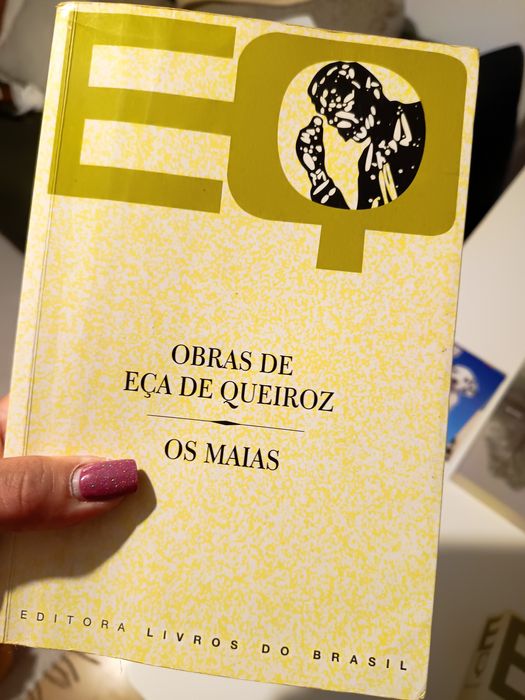 EQ
OBRAS DE
EÇA DE QUEIROZ
OS MAIAS
EDITORA LIVROS DO BRASIL